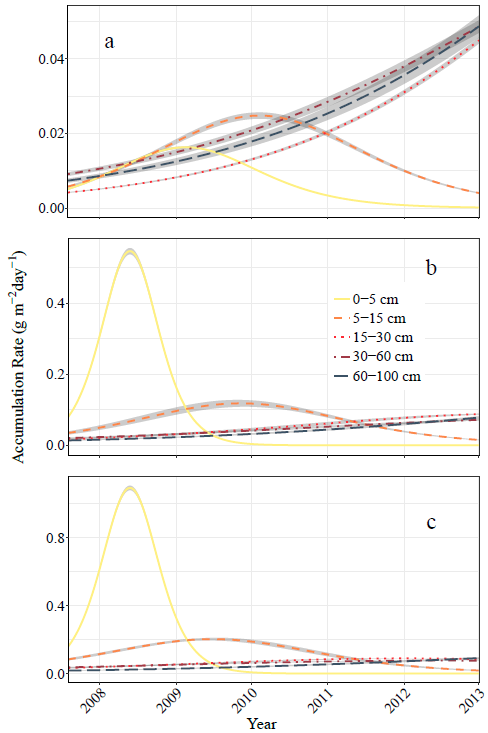 a
0.04
0.02
0.00
b
0.4
0.2
0.0
0−5 cm
5−15 cm
15−30 cm
30−60 cm
60−100 cm
Accumulation Rate (g m⁻²day⁻¹)
c
0.8
0.4
0.0
2008 2009 2010 2011 2012 2013
Year